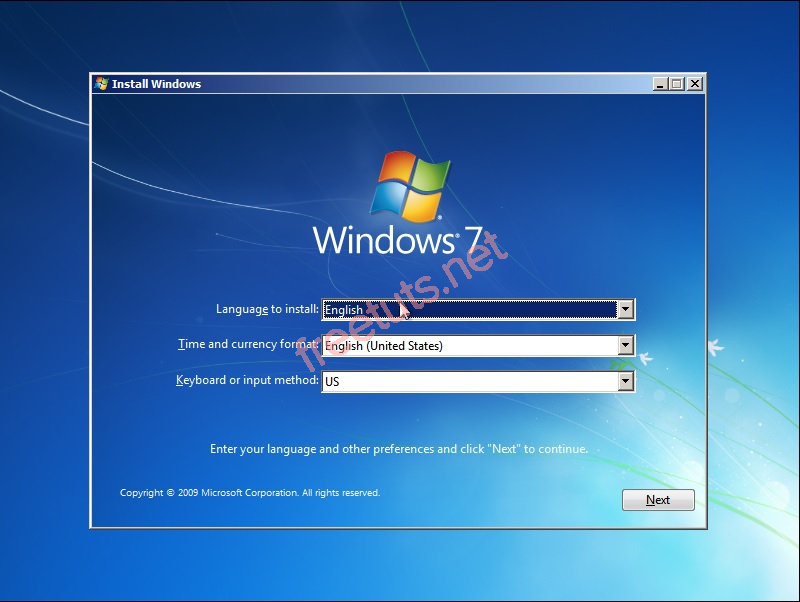 Install Windows
Windows® 7
freetuts.net
Language to install: English
Time and currency format: English (United States)
Keyboard or input method: US
Enter your language and other preferences and click "Next" to continue.
Copyright © 2009 Microsoft Corporation. All rights reserved.
Next